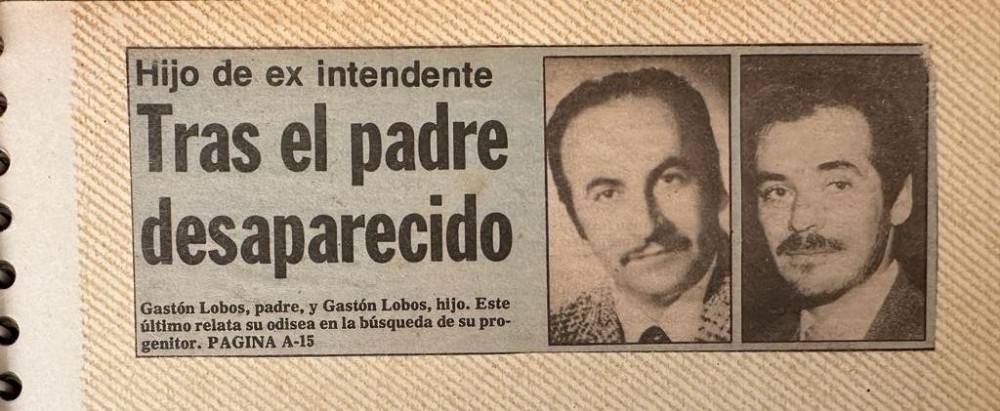 Hijo de ex intendente
Tras el padre
desaparecido
Gastón Lobos, padre, y Gastón Lobos, hijo. Este
último relata su odisea en la búsqueda de su pro-
genitor. PAGINA A-15